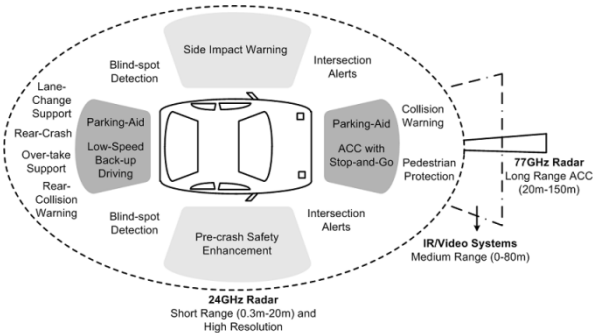 Side Impact Warning
Blind-spot
Detection
Intersection
Alerts
Lane-
Change
Support
Rear-Crash
Over-take
Support
Rear-
Collision
Warning
Parking-Aid
Low-Speed
Back-up
Driving
Parking-Aid
ACC with
Stop-and-Go
Collision
Warning
Pedestrian
Protection
77GHz Radar
Long Range ACC
(20m-150m)
Blind-spot
Detection
Pre-crash Safety
Enhancement
Intersection
Alerts
IR/Video Systems
Medium Range (0-80m)
24GHz Radar
Short Range (0.3m-20m) and
High Resolution